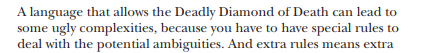 A language that allows the Deadly Diamond of Death can lead to
some ugly complexities, because you have to have special rules to
deal with the potential ambiguities. And extra rules means extra